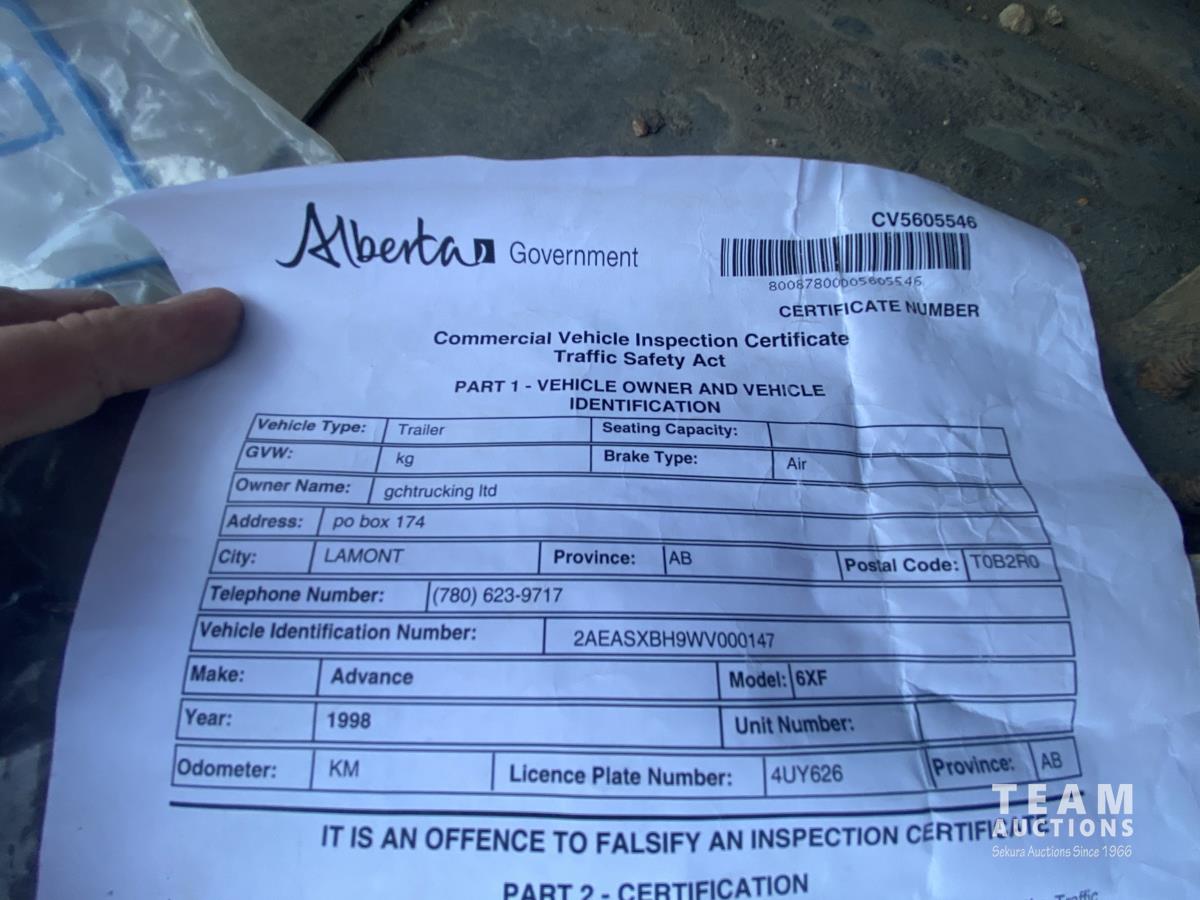 Alberta Government
CV5605546
80087800005605546
CERTIFICATE NUMBER
Commercial Vehicle Inspection Certificate
Traffic Safety Act
PART 1 - VEHICLE OWNER AND VEHICLE
IDENTIFICATION
Vehicle Type: Trailer Seating Capacity:
GVW: kg Brake Type: Air
Owner Name: gchtrucking ltd
Address: po box 174
City: LAMONT Province: AB Postal Code: T0B2R0
Telephone Number: (780) 623-9717
Vehicle Identification Number: 2AEASXBH9WV000147
Make: Advance Model: 6XF
Year: 1998 Unit Number:
Odometer: KM Licence Plate Number: 4UY626 Province: AB
IT IS AN OFFENCE TO FALSIFY AN INSPECTION CERTIFICATE
PART 2 - CERTIFICATION
Traffic
TEAM
AUCTIONS
Sekura Auctions Since 1966